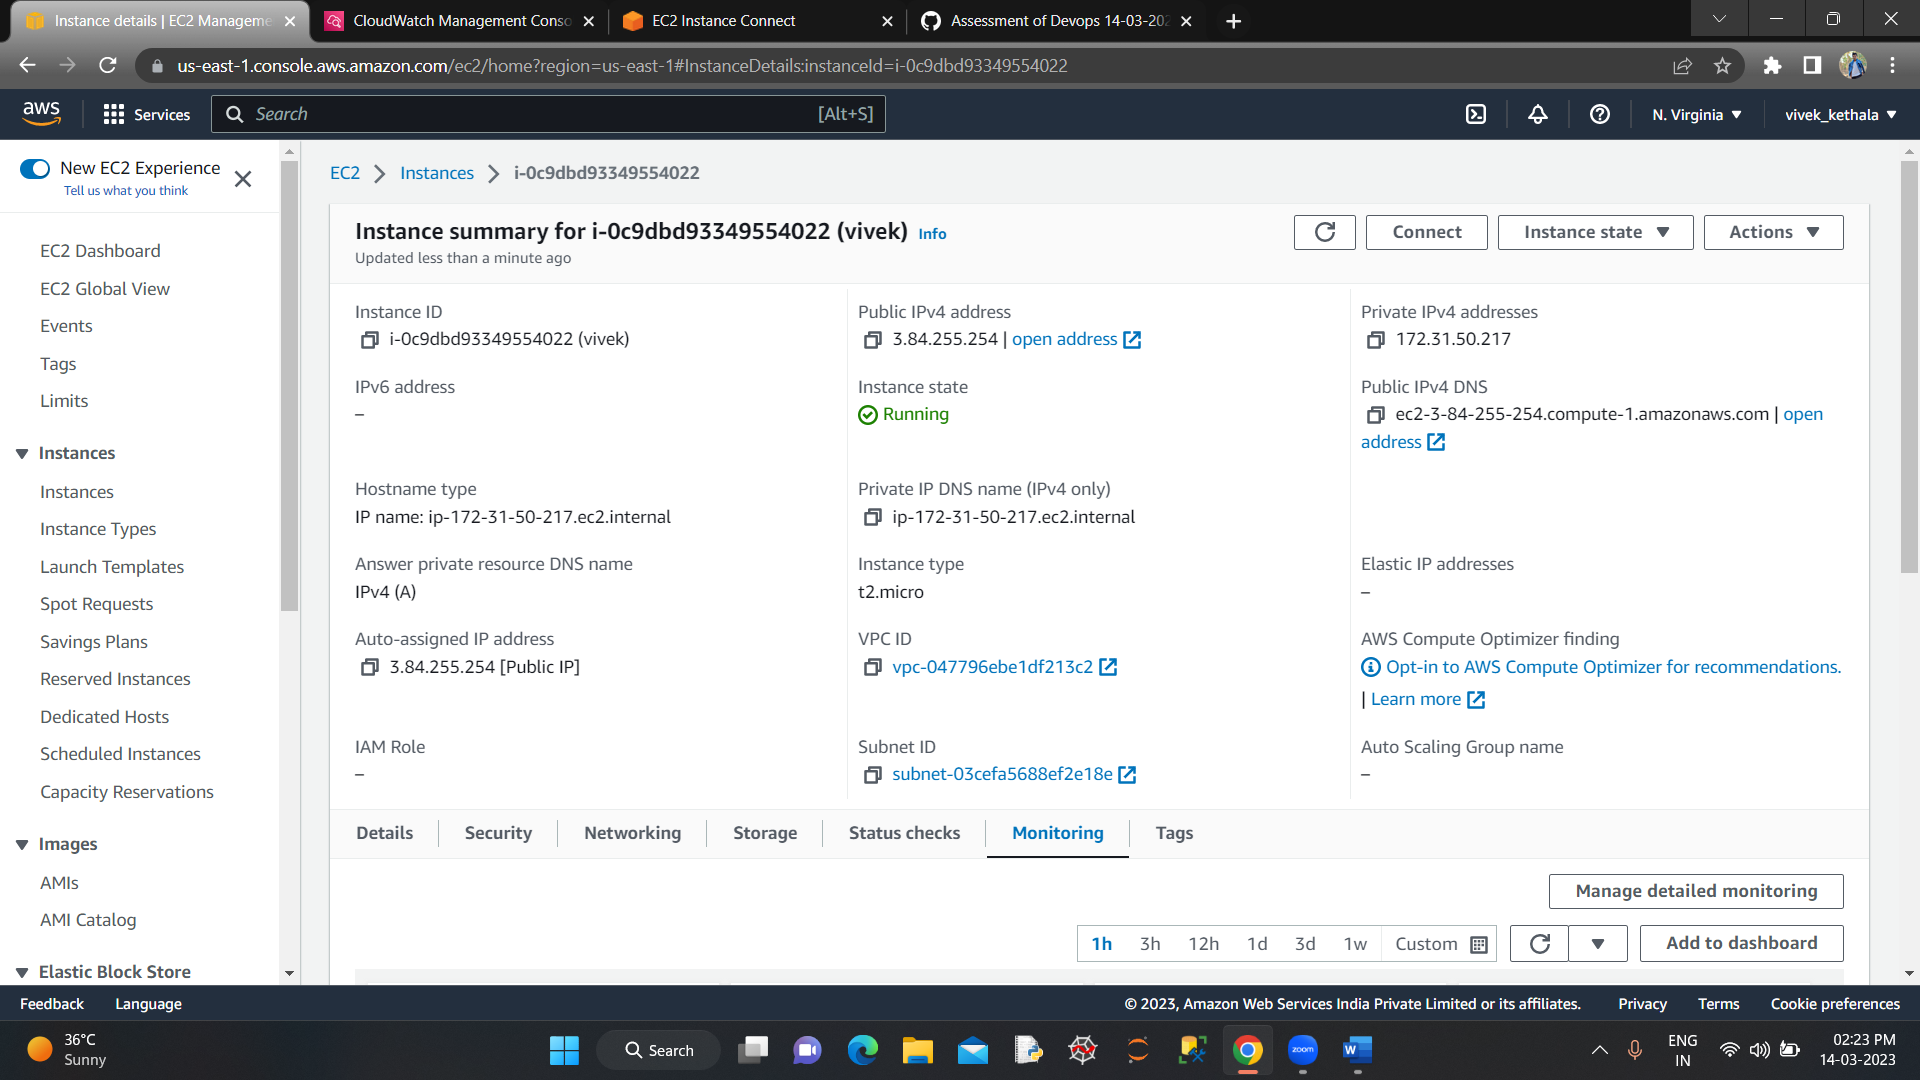 Instance details | EC2 Manageme
CloudWatch Management Conso
EC2 Instance Connect
Assessment of Devops 14-03-202
us-east-1.console.aws.amazon.com/ec2/home?region=us-east-1#InstanceDetails:instanceId=i-0c9dbd93349554022
aws
Services
Search
[Alt+S]
N. Virginia
vivek_kethala
New EC2 Experience
Tell us what you think
EC2 Dashboard
EC2 Global View
Events
Tags
Limits
Instances
Instances
Instance Types
Launch Templates
Spot Requests
Savings Plans
Reserved Instances
Dedicated Hosts
Scheduled Instances
Capacity Reservations
Images
AMIs
AMI Catalog
Elastic Block Store
EC2 > Instances > i-0c9dbd93349554022
Instance summary for i-0c9dbd93349554022 (vivek) Info
Updated less than a minute ago
Connect
Instance state
Actions
Instance ID
i-0c9dbd93349554022 (vivek)
Public IPv4 address
3.84.255.254 | open address
Private IPv4 addresses
172.31.50.217
IPv6 address
–
Instance state
Running
Public IPv4 DNS
ec2-3-84-255-254.compute-1.amazonaws.com | open
address
Hostname type
IP name: ip-172-31-50-217.ec2.internal
Private IP DNS name (IPv4 only)
ip-172-31-50-217.ec2.internal
Answer private resource DNS name
IPv4 (A)
Instance type
t2.micro
Elastic IP addresses
–
Auto-assigned IP address
3.84.255.254 [Public IP]
VPC ID
vpc-047796ebe1df213c2
AWS Compute Optimizer finding
Opt-in to AWS Compute Optimizer for recommendations.
| Learn more
IAM Role
–
Subnet ID
subnet-03cefa5688ef2e18e
Auto Scaling Group name
–
Details
Security
Networking
Storage
Status checks
Monitoring
Tags
Manage detailed monitoring
1h
3h
12h
1d
3d
1w
Custom
Add to dashboard
Feedback
Language
© 2023, Amazon Web Services India Private Limited or its affiliates.
Privacy
Terms
Cookie preferences
36°C
Sunny
Search
zoom
W
ENG
IN
02:23 PM
14-03-2023